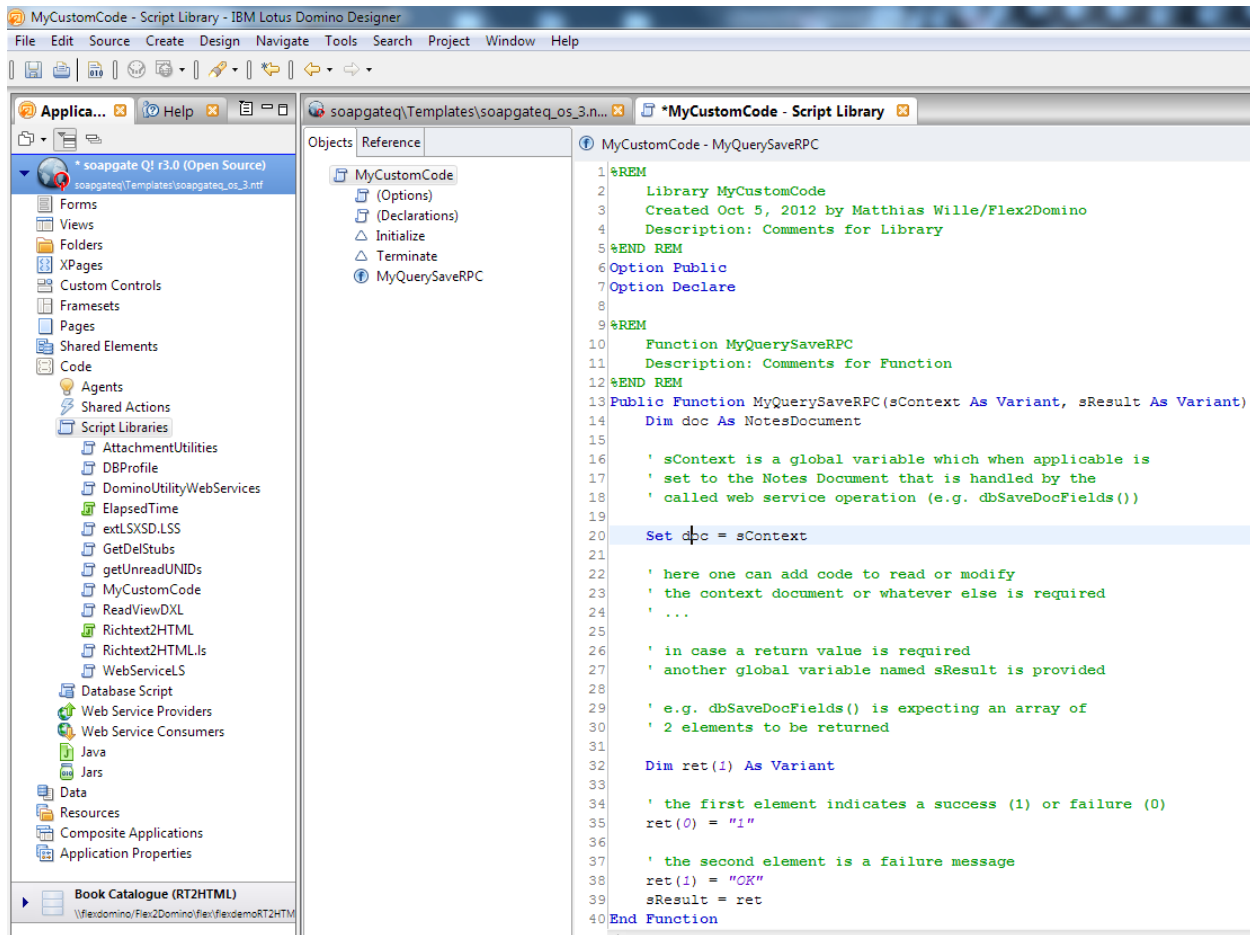 MyCustomCode - Script Library - IBM Lotus Domino Designer
File Edit Source Create Design Navigate Tools Search Project Window Help
Applica... Help
* soapgate Q! r3.0 (Open Source)
soapgateq\Templates\soapgateq_os_3.ntf
Forms
Views
Folders
XPages
Custom Controls
Framesets
Pages
Shared Elements
Code
Agents
Shared Actions
Script Libraries
AttachmentUtilities
DBProfile
DominoUtilityWebServices
ElapsedTime
extLSXSD.LSS
GetDelStubs
getUnreadUNIDs
MyCustomCode
ReadViewDXL
Richtext2HTML
Richtext2HTML.ls
WebServiceLS
Database Script
Web Service Providers
Web Service Consumers
Java
Jars
Data
Resources
Composite Applications
Application Properties
Book Catalogue (RT2HTML)
\\flexdomino/Flex2Domino\flex\flexdemoRT2HTM
soapgateq\Templates\soapgateq_os_3.n... *MyCustomCode - Script Library
Objects Reference
MyCustomCode
(Options)
(Declarations)
Initialize
Terminate
MyQuerySaveRPC
MyCustomCode - MyQuerySaveRPC
1 %REM
2 Library MyCustomCode
3 Created Oct 5, 2012 by Matthias Wille/Flex2Domino
4 Description: Comments for Library
5 %END REM
6 Option Public
7 Option Declare
8
9 %REM
10 Function MyQuerySaveRPC
11 Description: Comments for Function
12 %END REM
13 Public Function MyQuerySaveRPC(sContext As Variant, sResult As Variant)
14 Dim doc As NotesDocument
15
16 ' sContext is a global variable which when applicable is
17 ' set to the Notes Document that is handled by the
18 ' called web service operation (e.g. dbSaveDocFields())
19
20 Set doc = sContext
21
22 ' here one can add code to read or modify
23 ' the context document or whatever else is required
24 ' ...
25
26 ' in case a return value is required
27 ' another global variable named sResult is provided
28
29 ' e.g. dbSaveDocFields() is expecting an array of
30 ' 2 elements to be returned
31
32 Dim ret(1) As Variant
33
34 ' the first element indicates a success (1) or failure (0)
35 ret(0) = "1"
36
37 ' the second element is a failure message
38 ret(1) = "OK"
39 sResult = ret
40 End Function